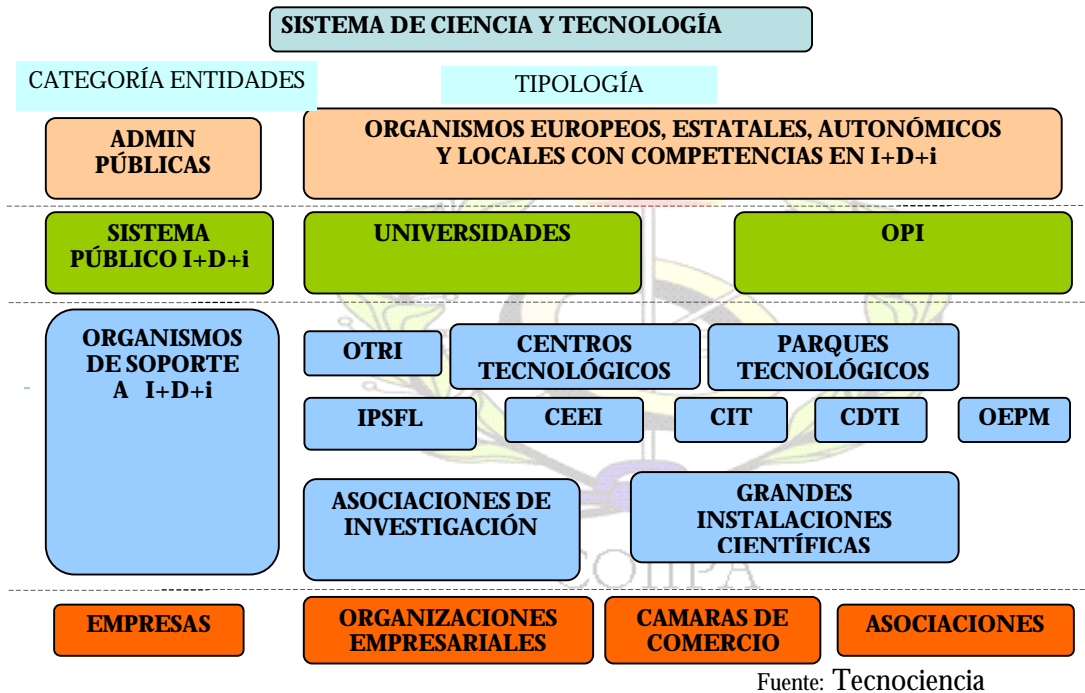 SISTEMA DE CIENCIA Y TECNOLOGÍA
CATEGORÍA ENTIDADES
TIPOLOGÍA
ADMIN
PÚBLICAS
ORGANISMOS EUROPEOS, ESTATALES, AUTONÓMICOS
Y LOCALES CON COMPETENCIAS EN I+D+i
SISTEMA
PÚBLICO I+D+i
UNIVERSIDADES
OPI
ORGANISMOS
DE SOPORTE
A I+D+i
OTRI
CENTROS
TECNOLÓGICOS
PARQUES
TECNOLÓGICOS
IPSFL
CEEI
CIT
CDTI
OEPM
ASOCIACIONES DE
INVESTIGACIÓN
GRANDES
INSTALACIONES
CIENTÍFICAS
EMPRESAS
ORGANIZACIONES
EMPRESARIALES
CAMARAS DE
COMERCIO
ASOCIACIONES
Fuente: Tecnociencia